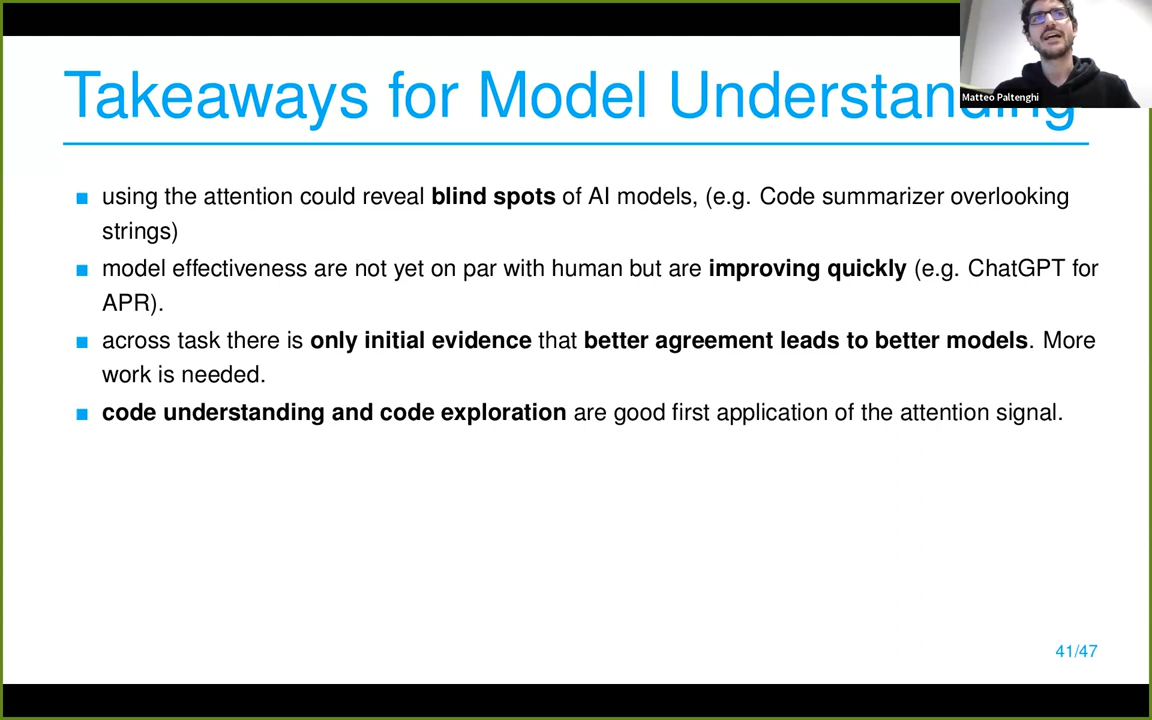 Takeaways for Model Understanding
Matteo Paltenghi
using the attention could reveal blind spots of AI models, (e.g. Code summarizer overlooking
strings)
model effectiveness are not yet on par with human but are improving quickly (e.g. ChatGPT for
APR).
across task there is only initial evidence that better agreement leads to better models. More
work is needed.
code understanding and code exploration are good first application of the attention signal.
41/47